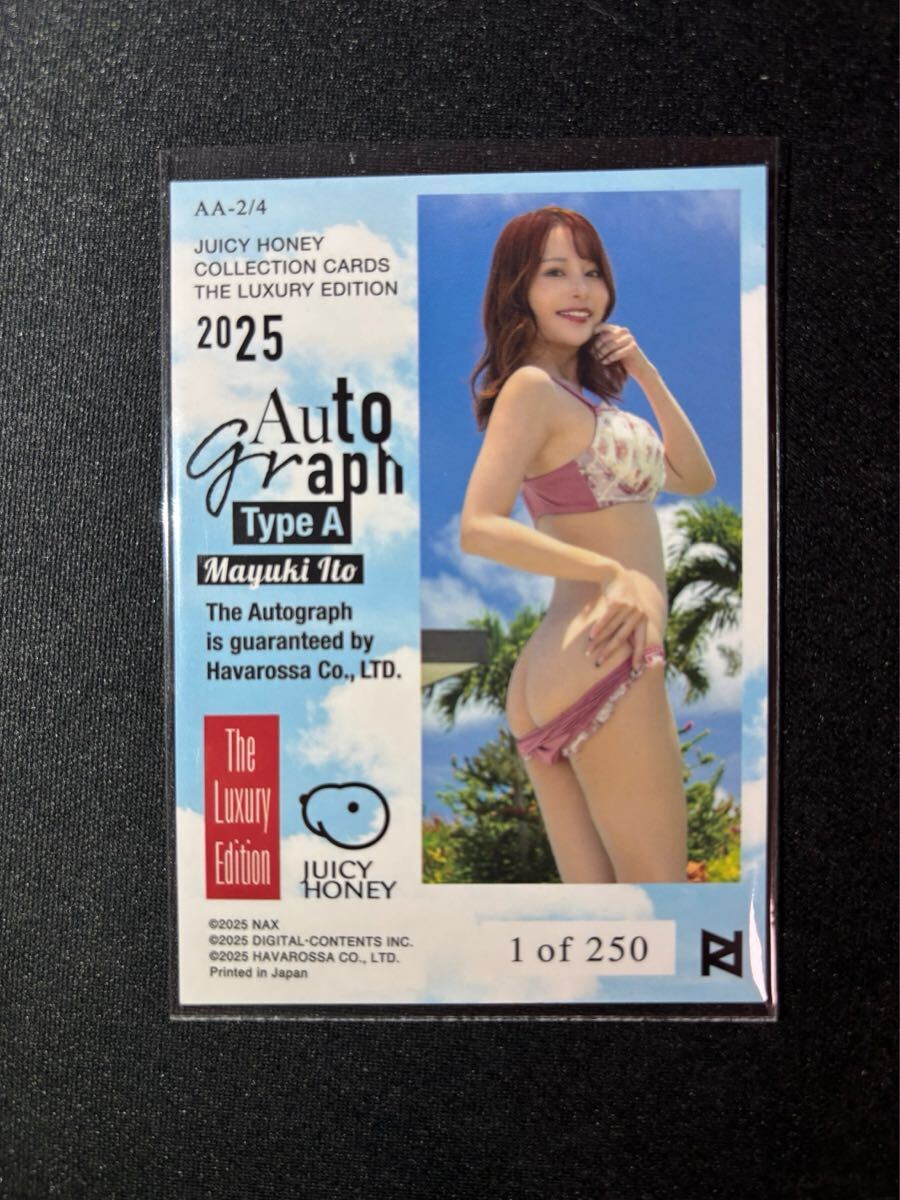 AA-2/4
JUICY HONEY
COLLECTION CARDS
THE LUXURY EDITION
2025
Auto
graph
Type A
Mayuki Ito
The Autograph
is guaranteed by
Havarossa Co., LTD.
The
Luxury
Edition
JUICY
HONEY
©2025 NAX
©2025 DIGITAL-CONTENTS INC.
©2025 HAVAROSSA CO., LTD.
Printed in Japan
1 of 250